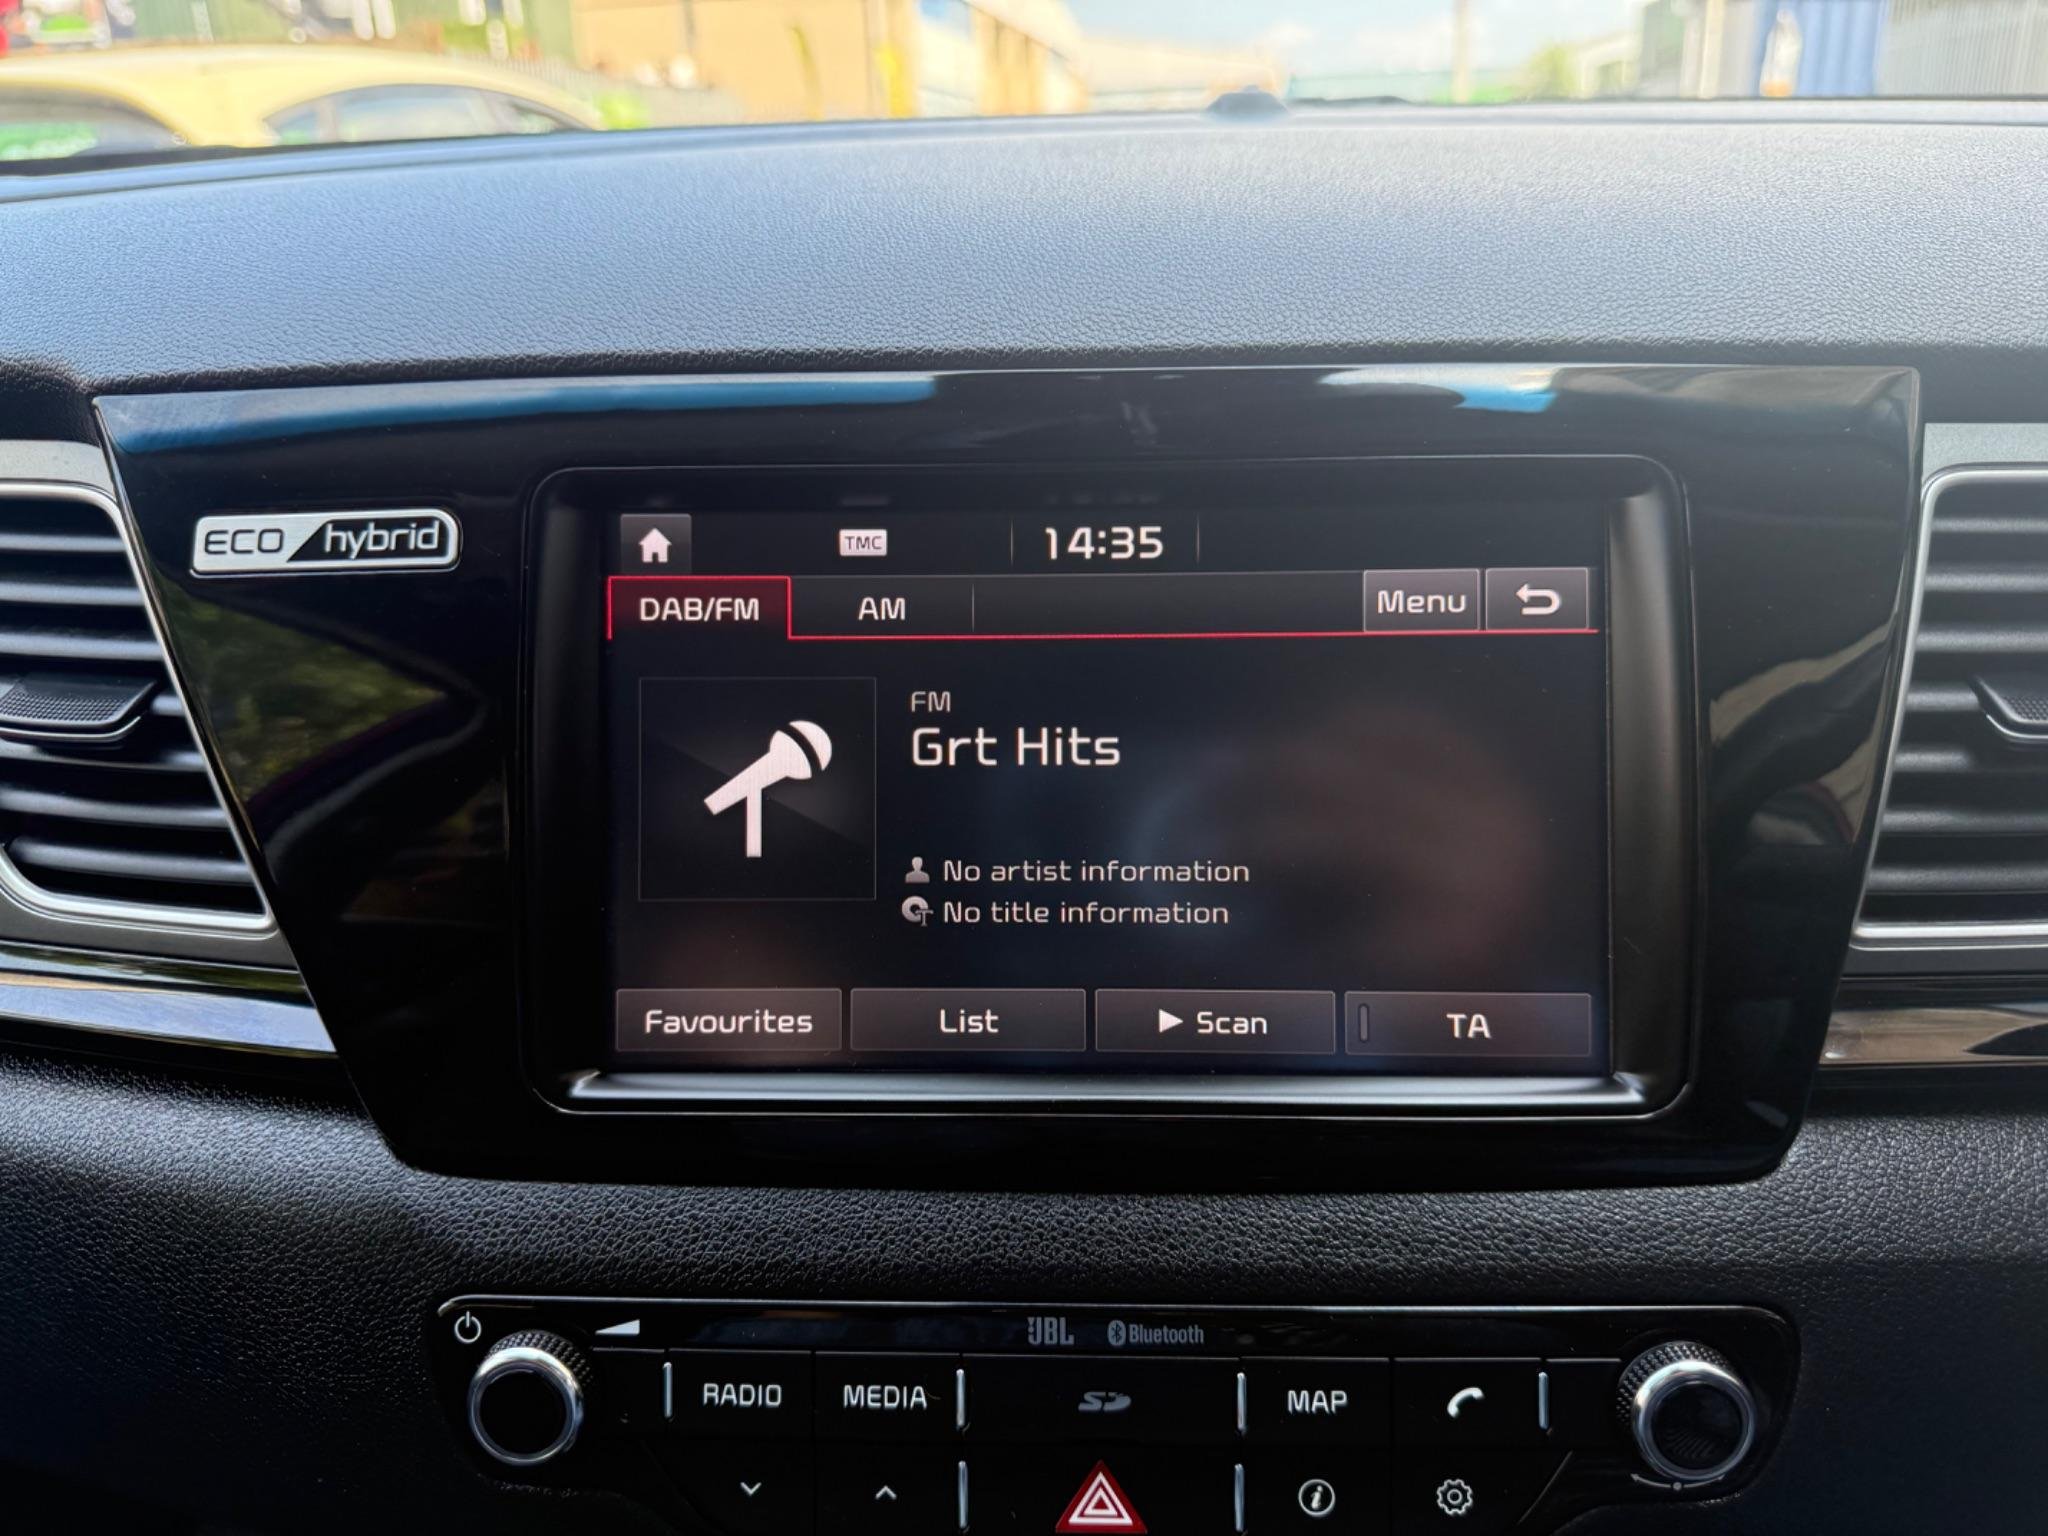 ECO hybrid
TMC 14:35
DAB/FM AM Menu
FM
Grt Hits
No artist information
No title information
Favourites List Scan TA
JBL Bluetooth
RADIO MEDIA SD MAP